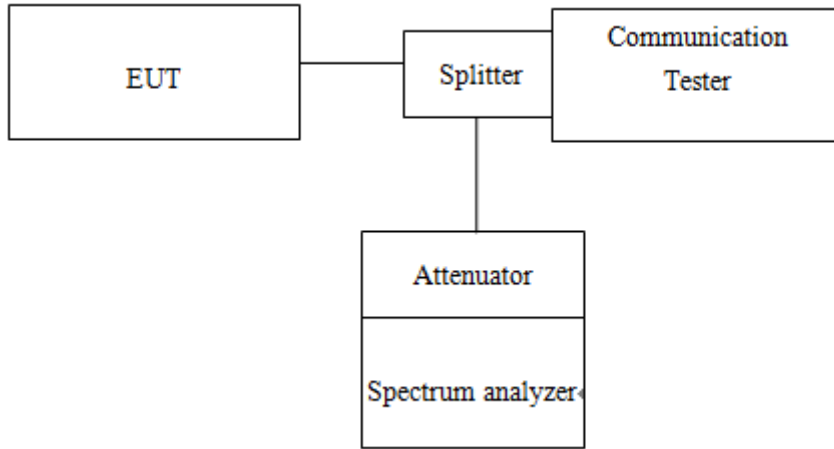 EUT
Splitter
Communication
Tester
Attenuator
Spectrum analyzer